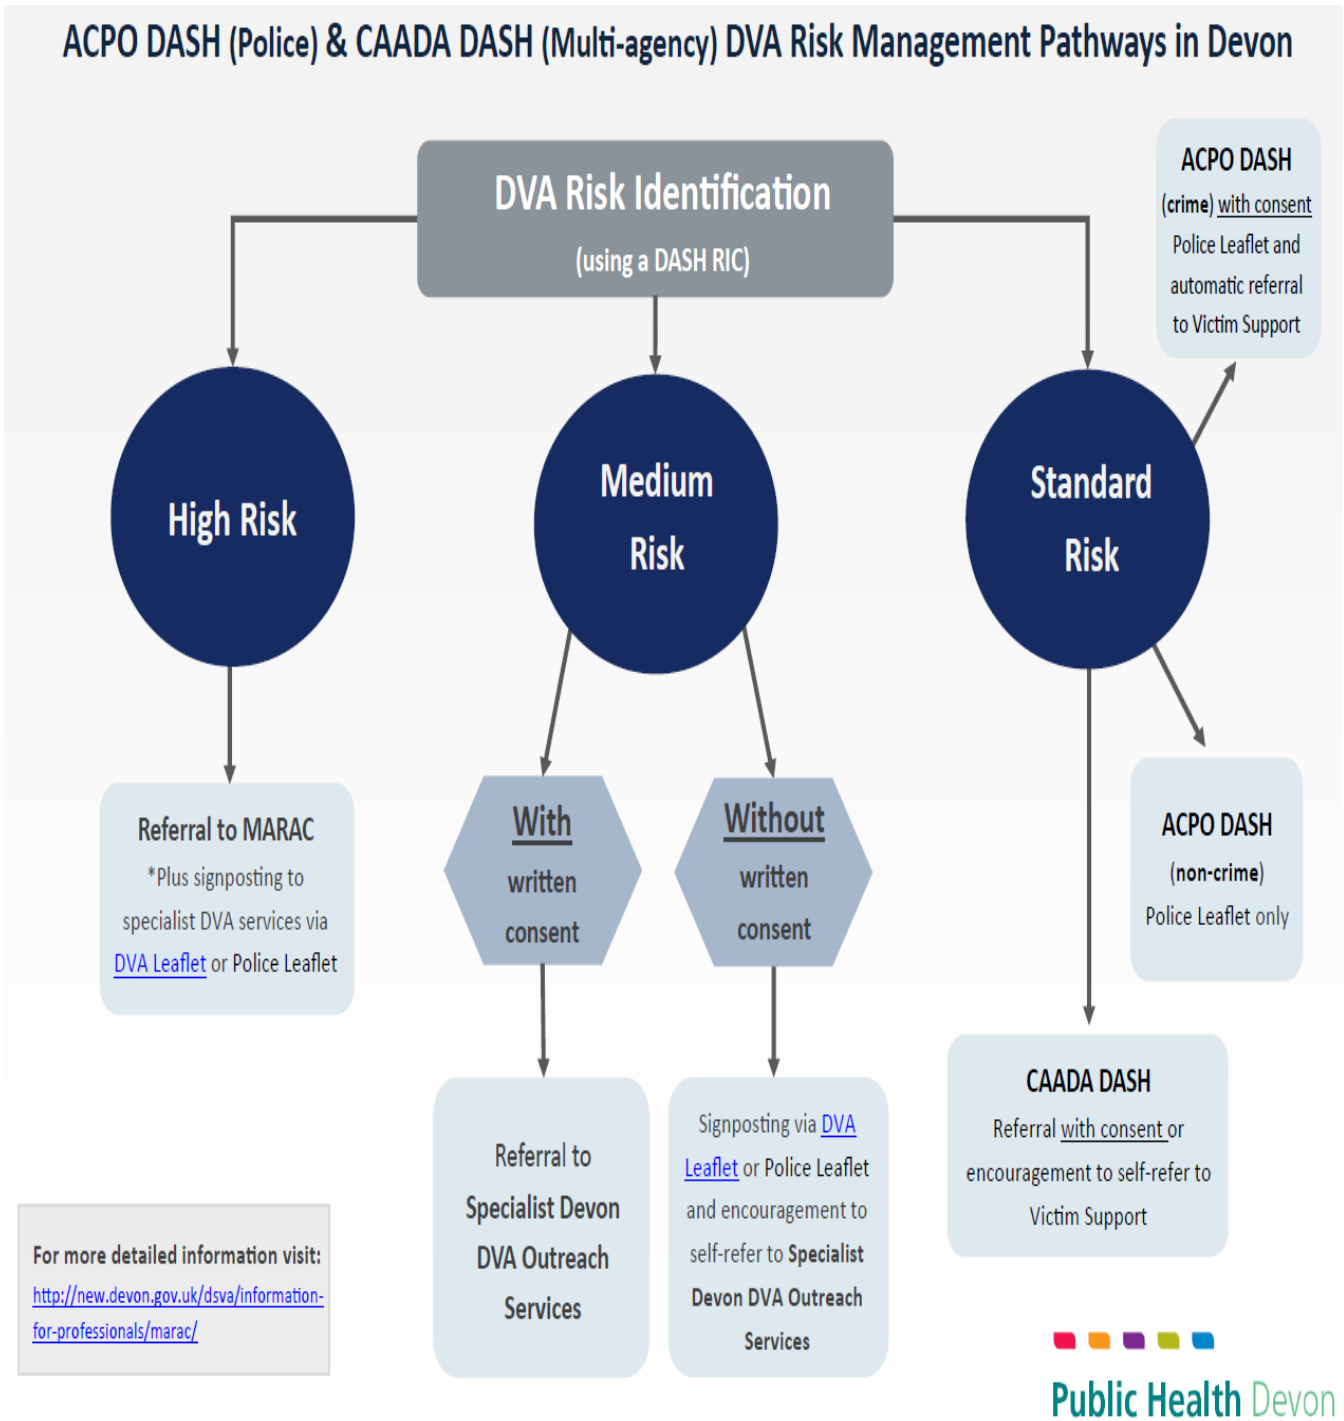 ACPO DASH (Police) & CAADA DASH (Multi-agency) DVA Risk Management Pathways in Devon
DVA Risk Identification
(using a DASH RIC)
ACPO DASH
(crime) with consent
Police Leaflet and
automatic referral
to Victim Support
High Risk
Medium
Risk
Standard
Risk
Referral to MARAC
*Plus signposting to
specialist DVA services via
DVA Leaflet or Police Leaflet
With
written
consent
Without
written
consent
ACPO DASH
(non-crime)
Police Leaflet only
Referral to
Specialist Devon
DVA Outreach
Services
Signposting via DVA
Leaflet or Police Leaflet
and encouragement to
self-refer to Specialist
Devon DVA Outreach
Services
CAADA DASH
Referral with consent or
encouragement to self-refer to
Victim Support
For more detailed information visit:
http://new.devon.gov.uk/dsva/information-
for-professionals/marac/
Public Health Devon